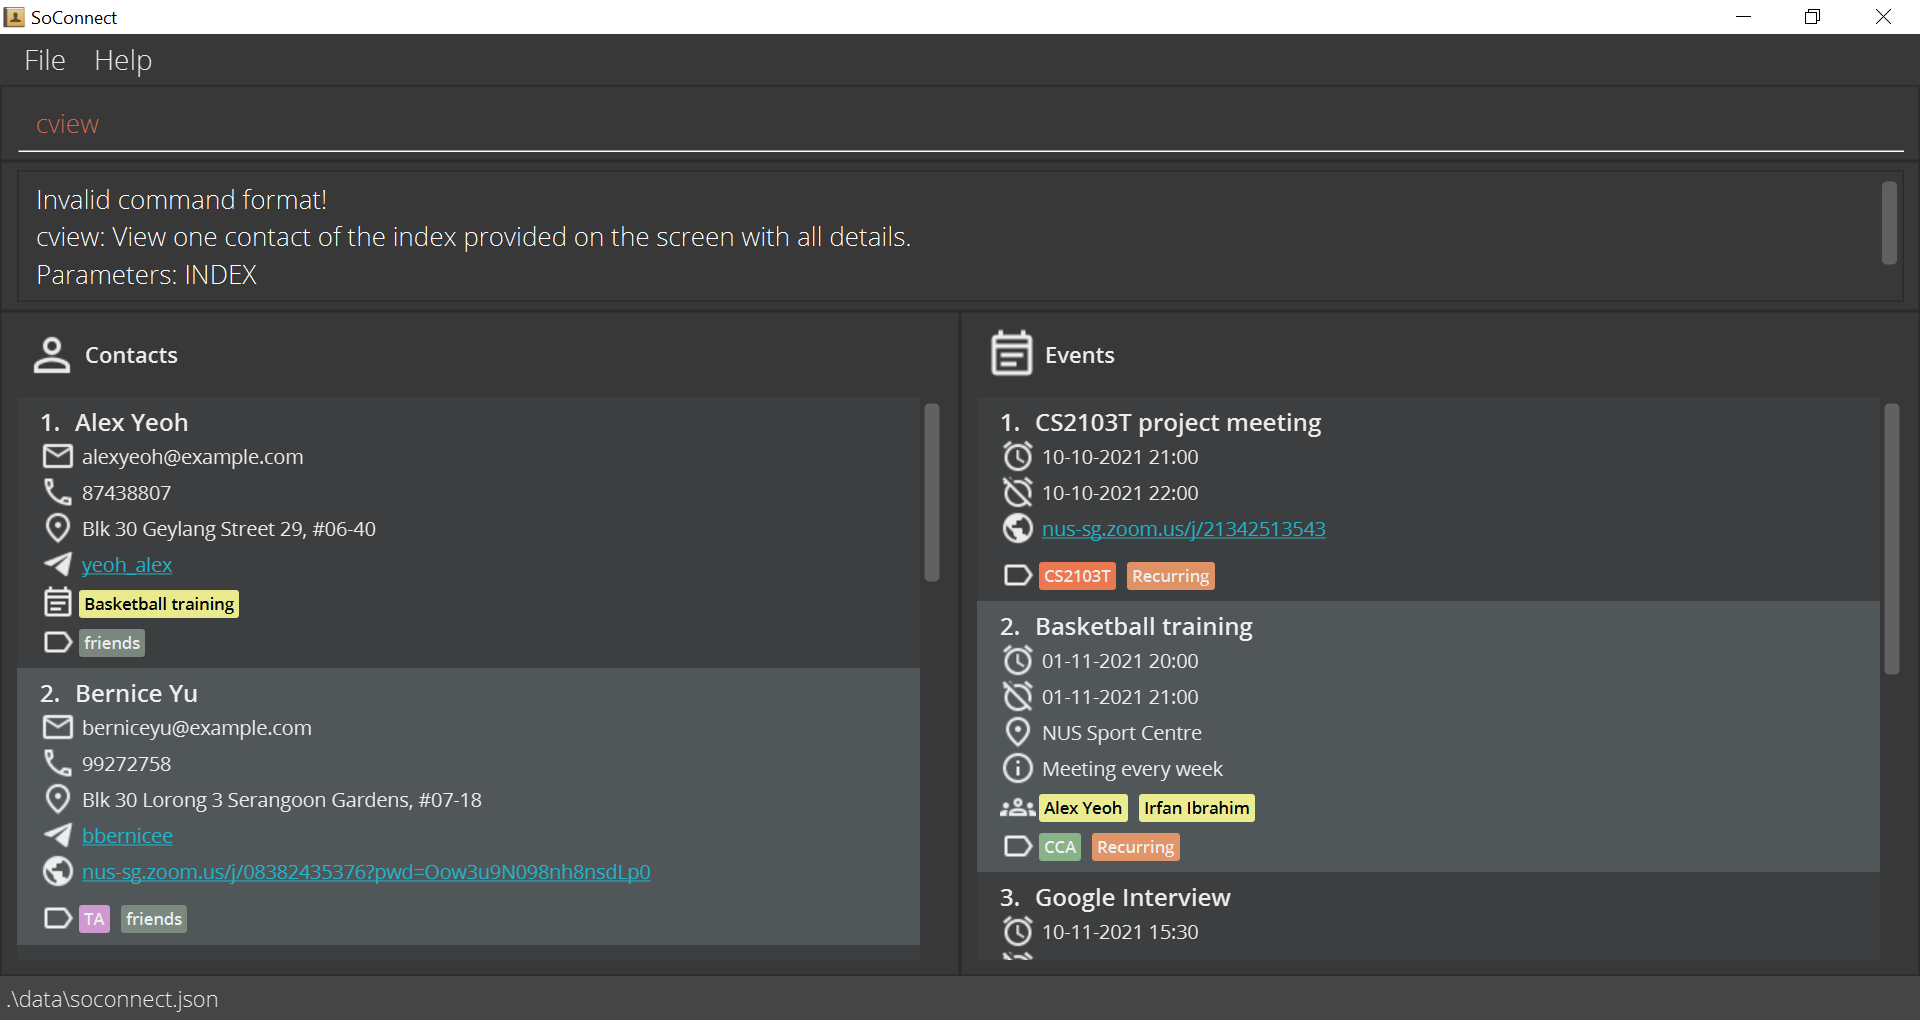 SoConnect
File Help
cview
Invalid command format!
cview: View one contact of the index provided on the screen with all details.
Parameters: INDEX
Contacts
1. Alex Yeoh
alexyeoh@example.com
87438807
Blk 30 Geylang Street 29, #06-40
yeoh_alex
Basketball training
friends
2. Bernice Yu
berniceyu@example.com
99272758
Blk 30 Lorong 3 Serangoon Gardens, #07-18
bbernicee
nus-sg.zoom.us/j/08382435376?pwd=Oow3u9N098nh8nsdLp0
TA friends
Events
1. CS2103T project meeting
10-10-2021 21:00
10-10-2021 22:00
nus-sg.zoom.us/j/21342513543
CS2103T Recurring
2. Basketball training
01-11-2021 20:00
01-11-2021 21:00
NUS Sport Centre
Meeting every week
Alex Yeoh Irfan Ibrahim
CCA Recurring
3. Google Interview
10-11-2021 15:30
.\data\soconnect.json